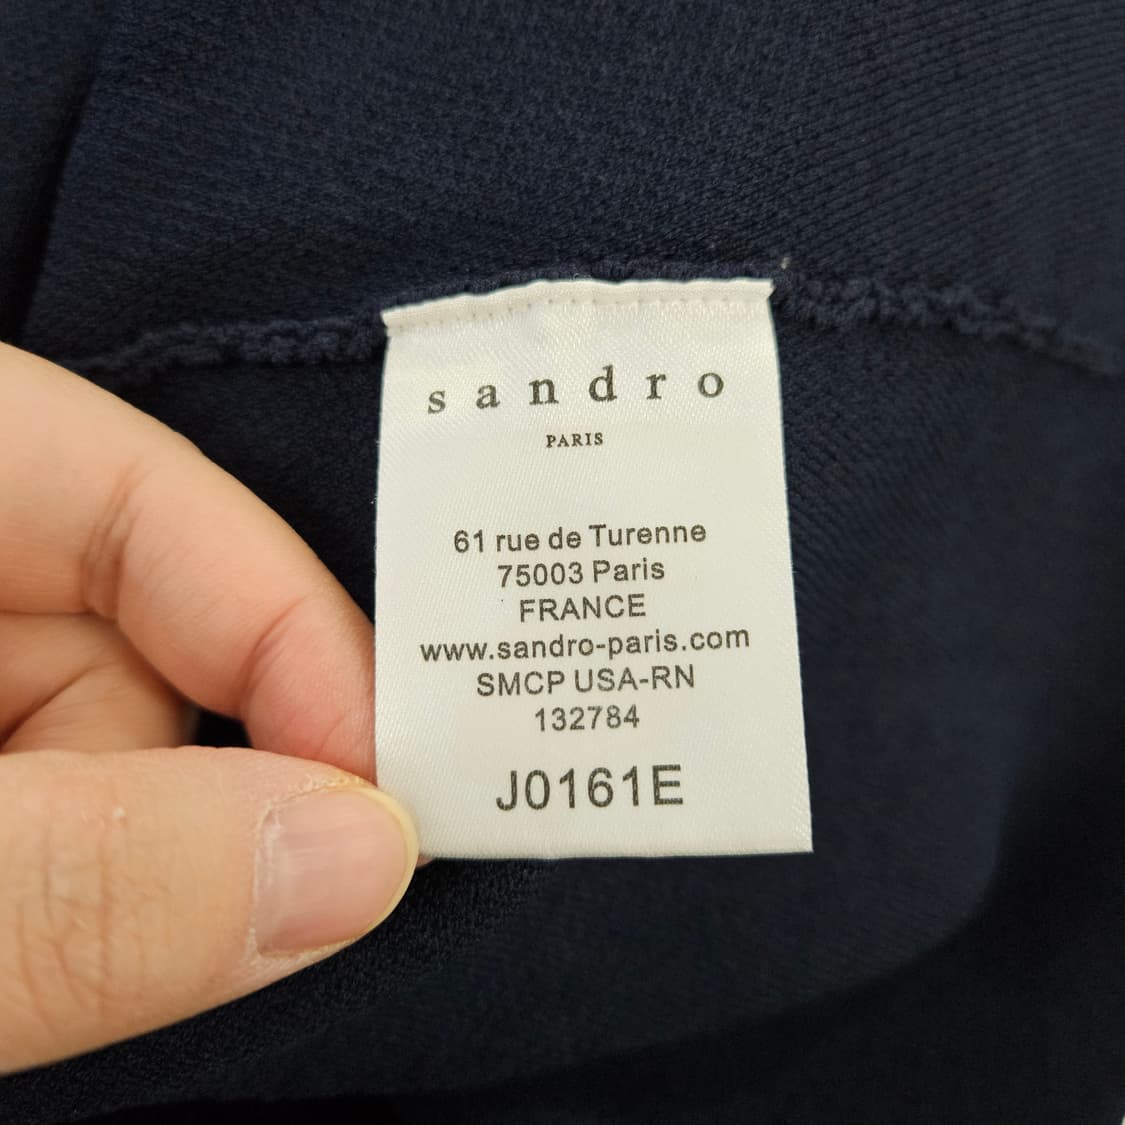 sandro
PARIS
61 rue de Turenne
75003 Paris
FRANCE
www.sandro-paris.com
SMCP USA-RN
132784
J0161E